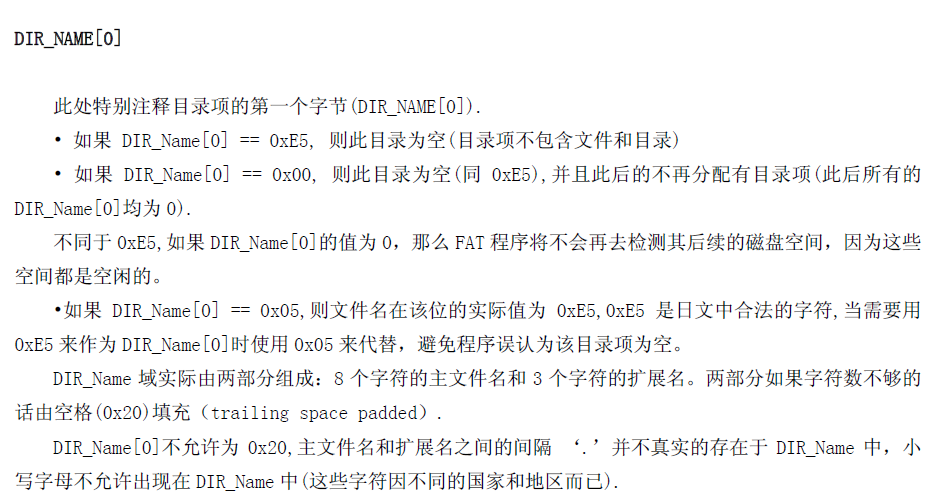 DIR_NAME[0]
此处特别注释目录项的第一个字节(DIR_NAME[0]).
• 如果 DIR_Name[0] == 0xE5, 则此目录为空(目录项不包含文件和目录)
• 如果 DIR_Name[0] == 0x00, 则此目录为空(同 0xE5),并且此后的不再分配有目录项(此后所有的
DIR_Name[0]均为 0).
不同于 0xE5,如果 DIR_Name[0]的值为 0，那么 FAT 程序将不会再去检测其后续的磁盘空间，因为这些
空间都是空闲的。
•如果 DIR_Name[0] == 0x05,则文件名在该位的实际值为 0xE5,0xE5 是日文中合法的字符,当需要用
0xE5 来作为 DIR_Name[0]时使用 0x05 来代替，避免程序误认为该目录项为空。
DIR_Name 域实际由两部分组成：8 个字符的主文件名和 3 个字符的扩展名。两部分如果字符数不够的
话由空格(0x20)填充（trailing space padded）.
DIR_Name[0]不允许为 0x20,主文件名和扩展名之间的间隔 ‘.’并不真实的存在于 DIR_Name 中，小
写字母不允许出现在 DIR_Name 中(这些字符因不同的国家和地区而已).